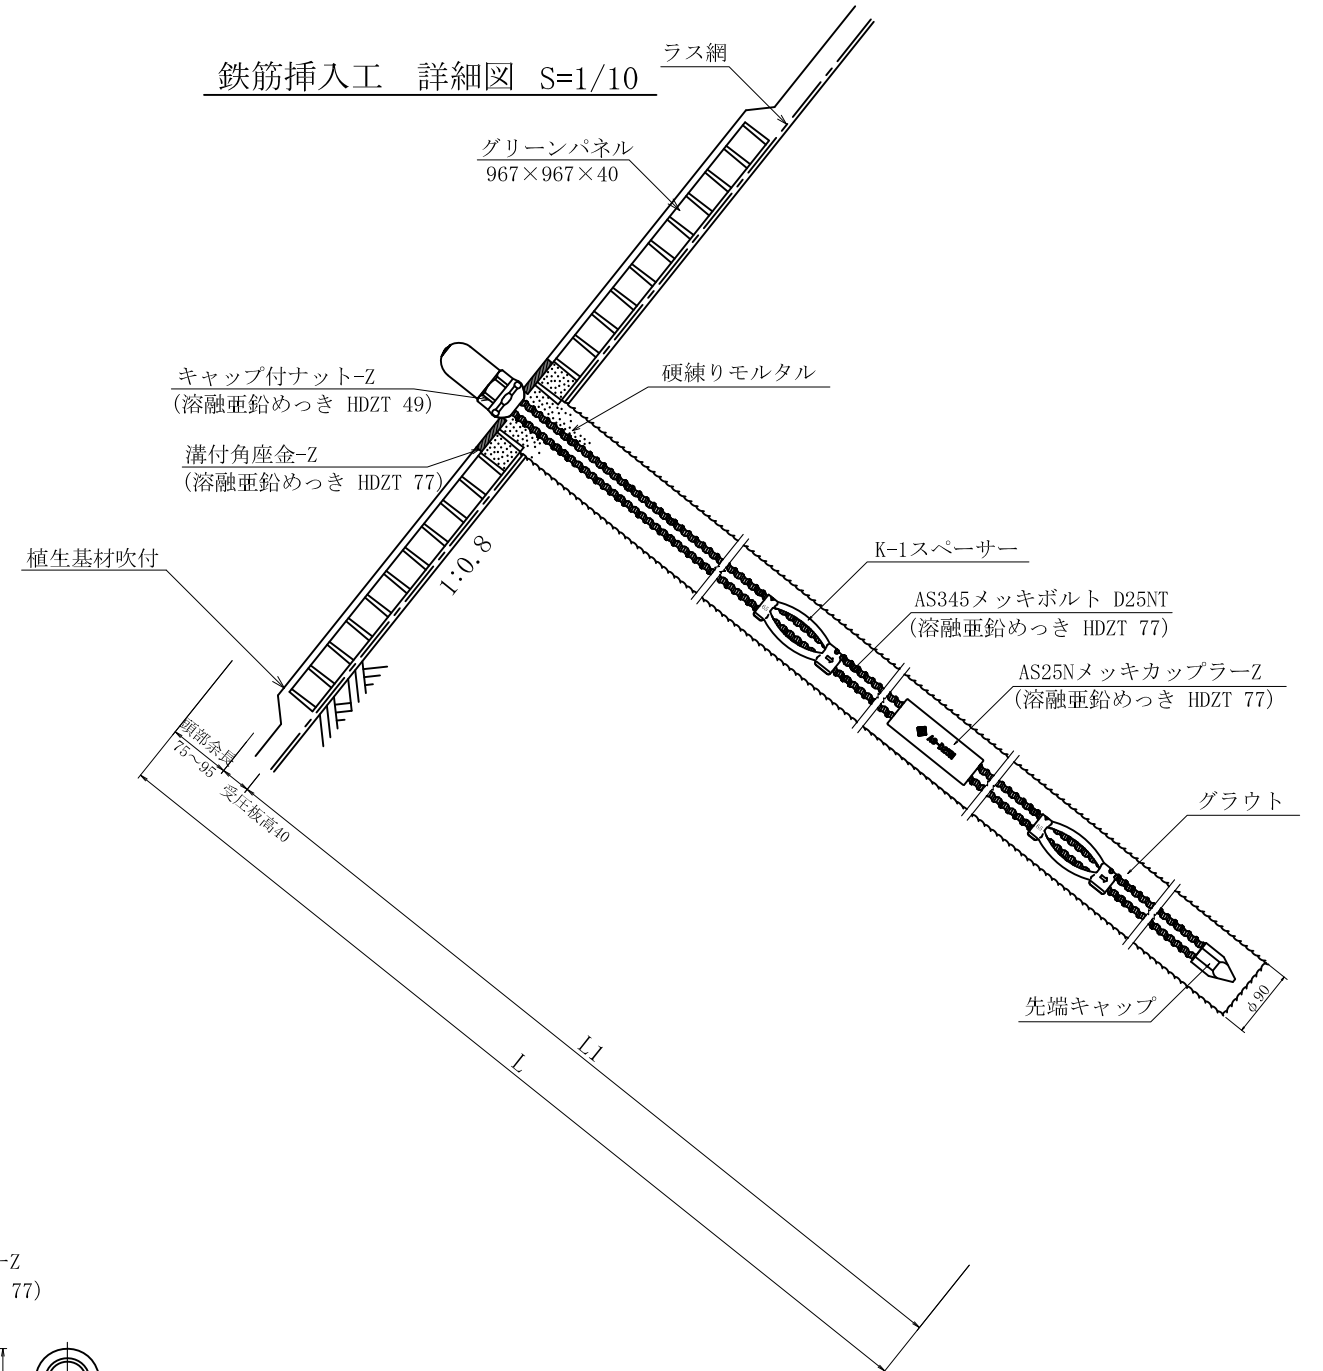 鉄筋挿入工　詳細図　S=1/10
ラス網
グリーンパネル
967×967×40
キャップ付ナット-Z
(溶融亜鉛めっき HDZT 49)
硬練りモルタル
溝付角座金-Z
(溶融亜鉛めっき HDZT 77)
植生基材吹付
1:0.8
K-1スペーサー
AS345メッキボルト D25NT
(溶融亜鉛めっき HDZT 77)
AS25NメッキカップラーZ
(溶融亜鉛めっき HDZT 77)
頭部余長
75～95
受圧板高40
グラウト
先端キャップ
φ90
L1
L
-Z
77)